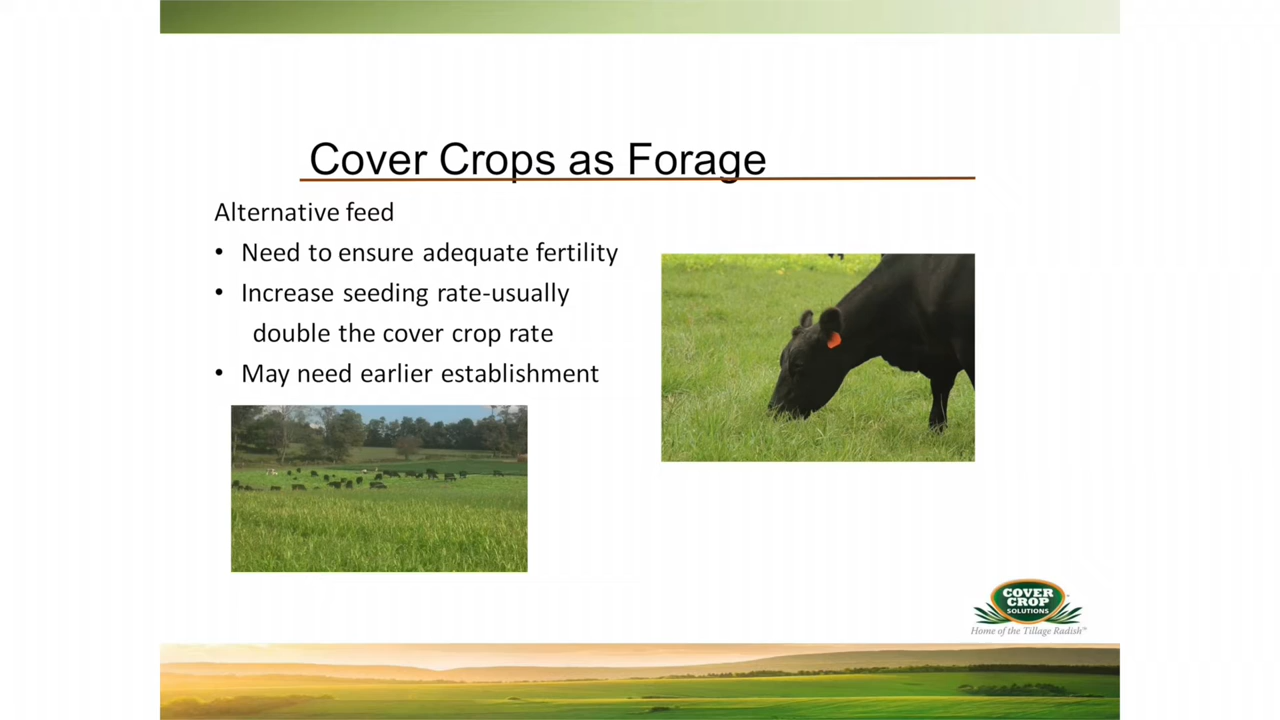 Cover Crops as Forage
Alternative feed
• Need to ensure adequate fertility
• Increase seeding rate-usually
double the cover crop rate
• May need earlier establishment
COVER
CROP
SOLUTIONS
Home of the Tillage Radish™